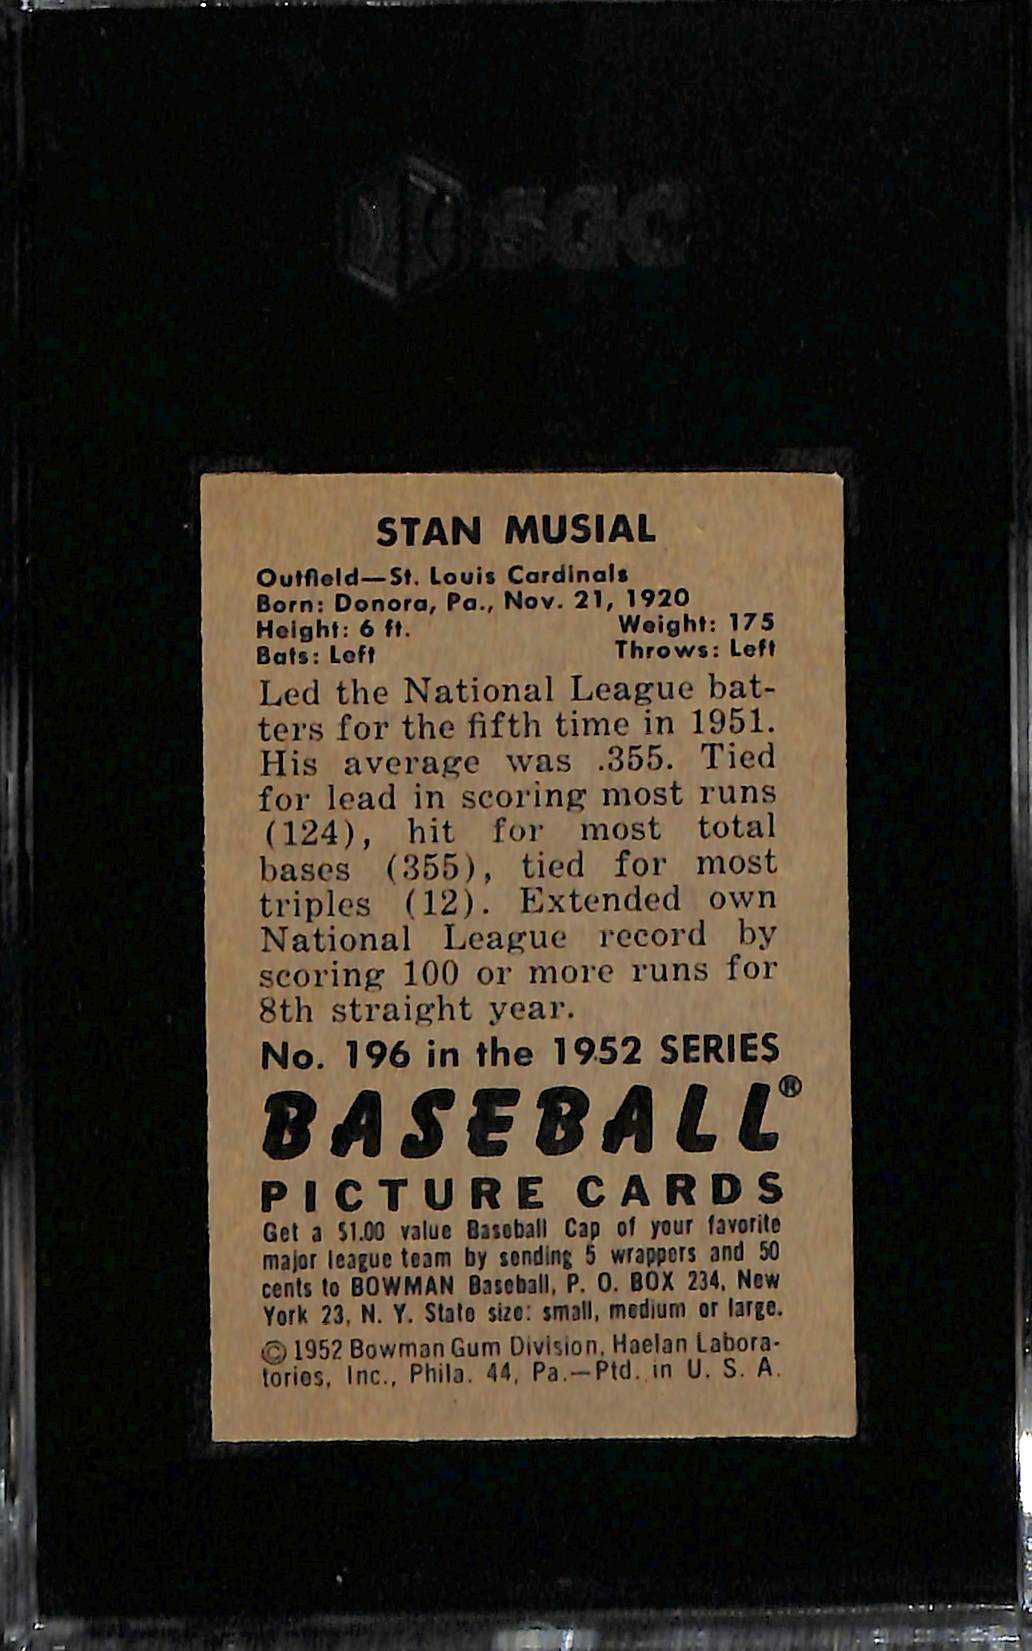 SGC
STAN MUSIAL
Outfield—St. Louis Cardinals
Born: Donora, Pa., Nov. 21, 1920
Height: 6 ft. Weight: 175
Bats: Left Throws: Left
Led the National League bat-
ters for the fifth time in 1951.
His average was .355. Tied
for lead in scoring most runs
(124), hit for most total
bases (355), tied for most
triples (12). Extended own
National League record by
scoring 100 or more runs for
8th straight year.
No. 196 in the 1952 SERIES
BASEBALL®
PICTURE CARDS
Get a $1.00 value Baseball Cap of your favorite
major league team by sending 5 wrappers and 50
cents to BOWMAN Baseball, P. O. BOX 234, New
York 23, N. Y. State size: small, medium or large.
© 1952 Bowman Gum Division, Haelan Labora-
tories, Inc., Phila. 44, Pa.—Ptd. in U. S. A.